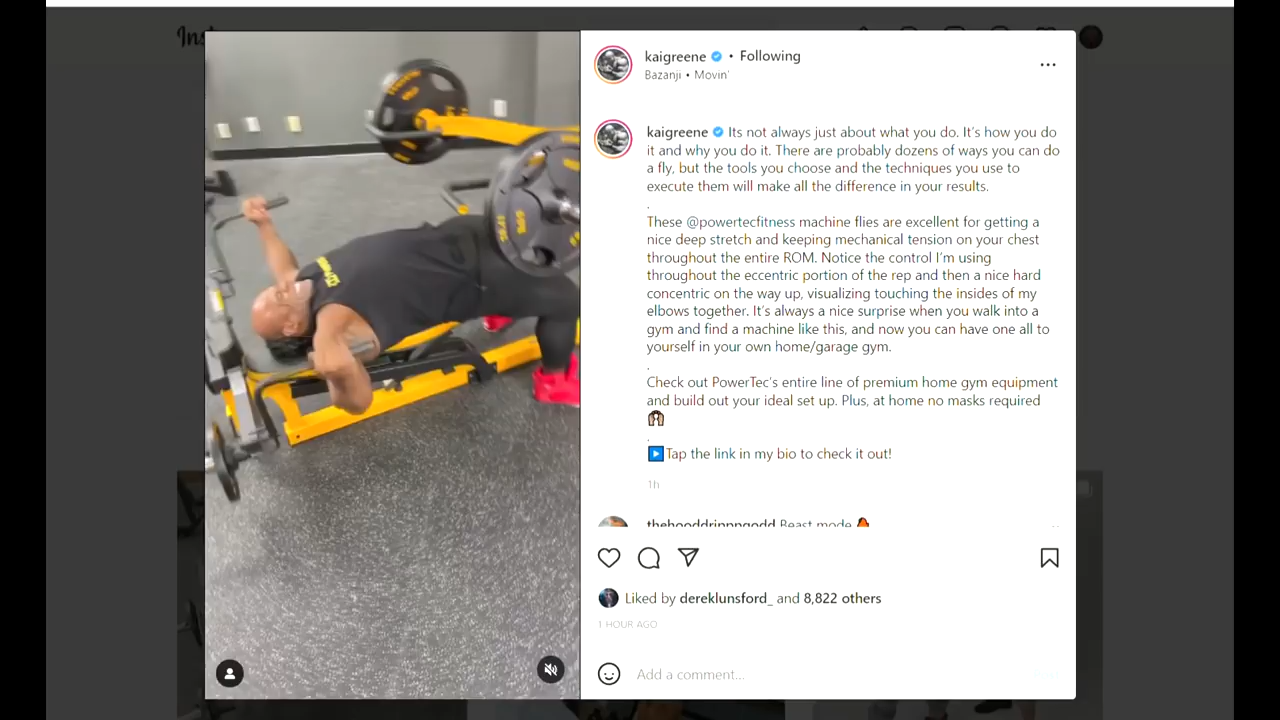 kaigreene • Following
Bazanji • Movin'
kaigreene Its not always just about what you do. It's how you do
it and why you do it. There are probably dozens of ways you can do
a fly, but the tools you choose and the techniques you use to
execute them will make all the difference in your results.
.
These @powertecfitness machine flies are excellent for getting a
nice deep stretch and keeping mechanical tension on your chest
throughout the entire ROM. Notice the control I'm using
throughout the eccentric portion of the rep and then a nice hard
concentric on the way up, visualizing touching the insides of my
elbows together. It's always a nice surprise when you walk into a
gym and find a machine like this, and now you can have one all to
yourself in your own home/garage gym.
.
Check out PowerTec's entire line of premium home gym equipment
and build out your ideal set up. Plus, at home no masks required
.
Tap the link in my bio to check it out!
1h
thehooddrippngodd Beast mode
Liked by dereklunsford_ and 8,822 others
1 HOUR AGO
Add a comment...